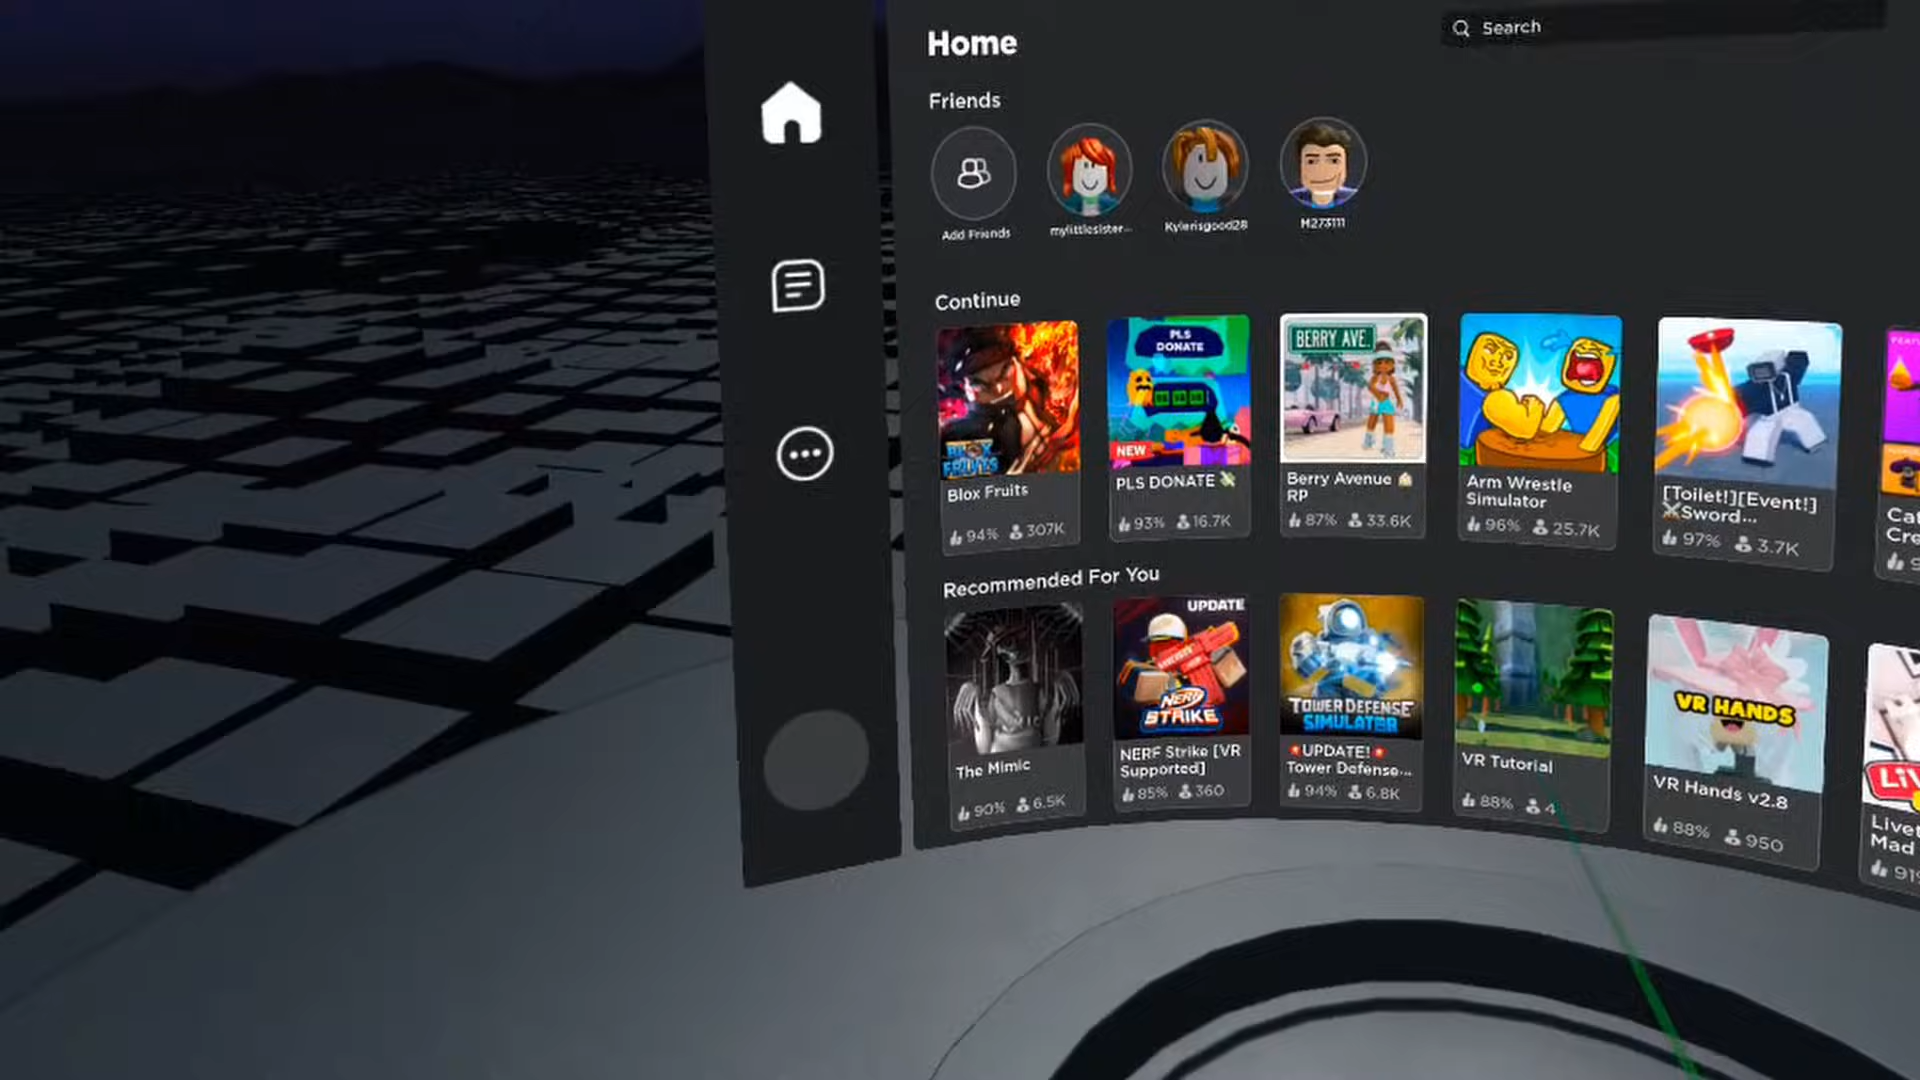 Home
Search
Friends
Add Friends
mylittlesister...
Kylerisgood28
M273111
Continue
BLOX
FRUITS
Blox Fruits
94% 307K
PLS
DONATE
NEW
PLS DONATE
93% 16.7K
BERRY AVE.
Berry Avenue
RP
87% 33.6K
Arm Wrestle
Simulator
96% 25.7K
[Toilet!][Event!]
Sword...
97% 3.7K
Recommended For You
The Mimic
90% 6.5K
UPDATE
NERF
STRIKE
NERF Strike [VR
Supported]
85% 360
TOWER DEFENSE
SIMULATOR
UPDATE!
Tower Defense...
94% 6.8K
VR Tutorial
88% 4
VR HANDS
VR Hands v2.8
88% 950
Mad